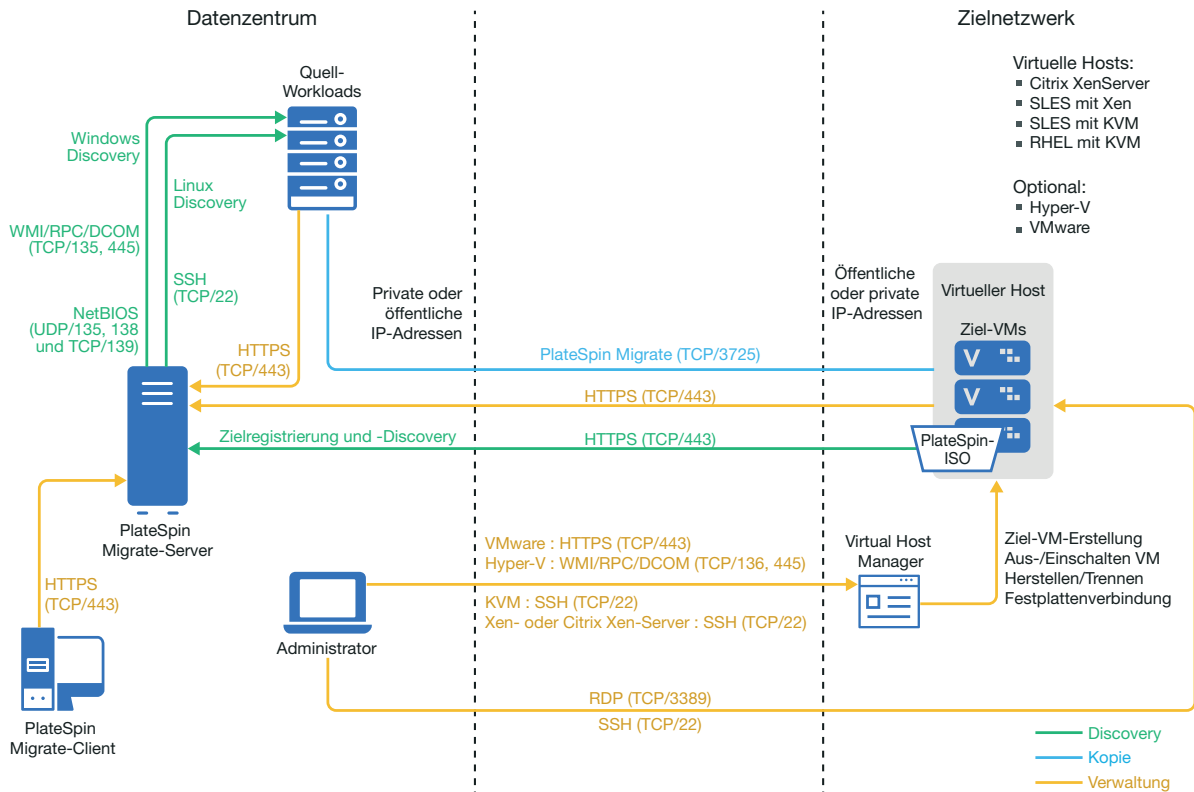 Datenzentrum
Zielnetzwerk
Quell-
Workloads
Virtuelle Hosts:
Citrix XenServer
SLES mit Xen
SLES mit KVM
RHEL mit KVM
Optional:
Hyper-V
VMware
Windows
Discovery
Linux
Discovery
WMI/RPC/DCOM
(TCP/135, 445)
SSH
(TCP/22)
NetBIOS
(UDP/135, 138
und TCP/139)
HTTPS
(TCP/443)
Private oder
öffentliche
IP-Adressen
Öffentliche
oder private
IP-Adressen
Virtueller Host
Ziel-VMs
V
V
PlateSpin-
ISO
PlateSpin Migrate (TCP/3725)
HTTPS (TCP/443)
Zielregistrierung und -Discovery
HTTPS (TCP/443)
PlateSpin
Migrate-Server
HTTPS
(TCP/443)
PlateSpin
Migrate-Client
Administrator
VMware : HTTPS (TCP/443)
Hyper-V : WMI/RPC/DCOM (TCP/136, 445)
KVM : SSH (TCP/22)
Xen- oder Citrix Xen-Server : SSH (TCP/22)
Virtual Host
Manager
Ziel-VM-Erstellung
Aus-/Einschalten VM
Herstellen/Trennen
Festplattenverbindung
RDP (TCP/3389)
SSH (TCP/22)
Discovery
Kopie
Verwaltung